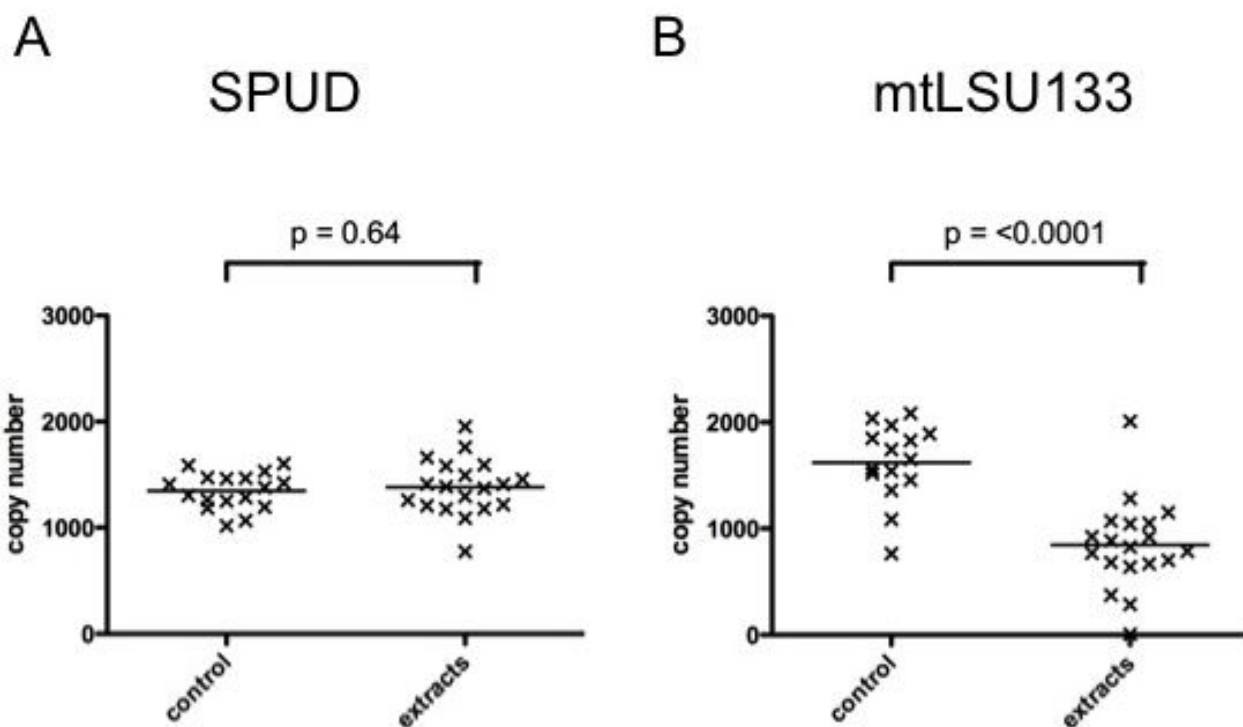 A
SPUD
p = 0.64
3000
2000
1000
0
copy number
control
extracts
B
mtLSU133
p = <0.0001
3000
2000
1000
0
copy number
control
extracts